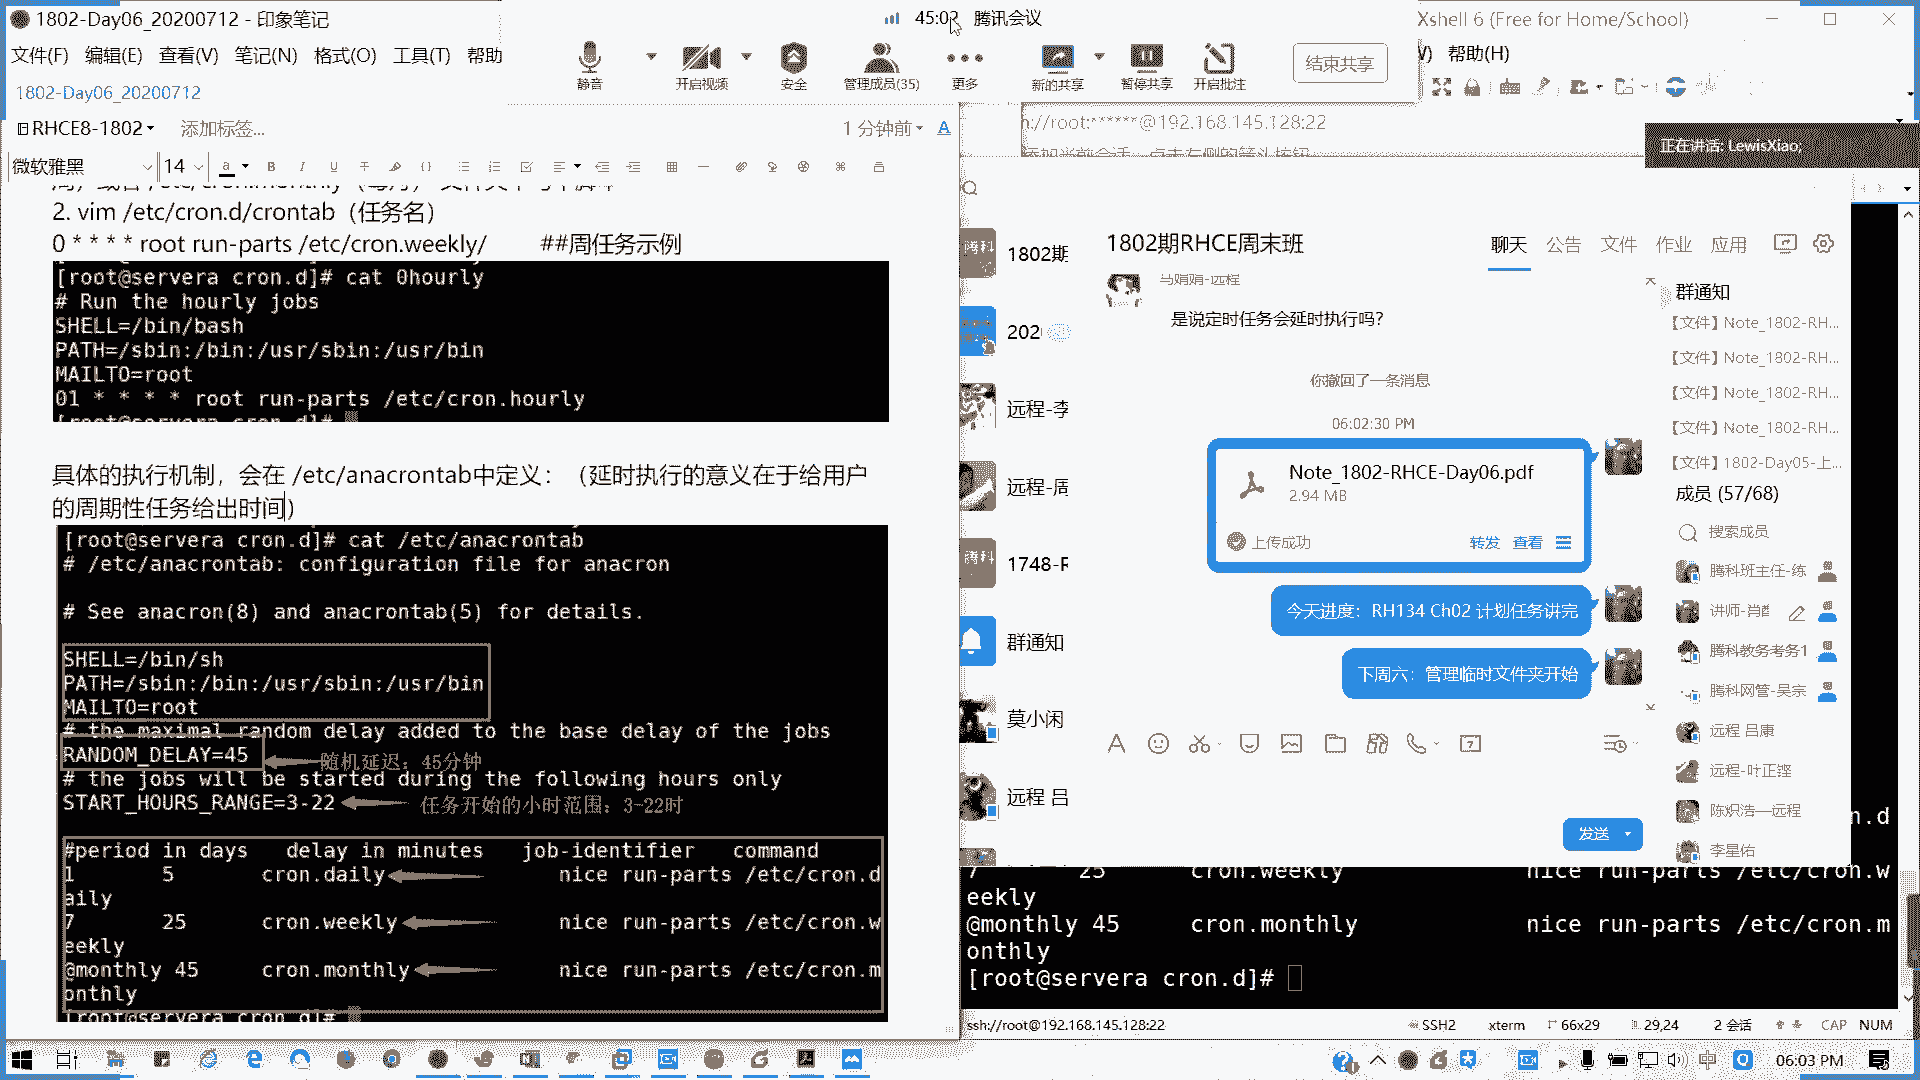 1802-Day06_20200712 - 印象笔记
文件(F) 编辑(E) 查看(V) 笔记(N) 格式(O) 工具(T) 帮助
1802-Day06_20200712
RHCE8-1802 添加标签... 1 分钟前
微软雅黑 14
2. vim /etc/cron.d/crontab（任务名）
0 * * * * root run-parts /etc/cron.weekly/ ##周任务示例
[root@servera cron.d]# cat 0hourly
# Run the hourly jobs
SHELL=/bin/bash
PATH=/sbin:/bin:/usr/sbin:/usr/bin
MAILTO=root
01 * * * * root run-parts /etc/cron.hourly
具体的执行机制，会在 /etc/anacrontab中定义：（延时执行的意义在于给用户
的周期性任务给出时间）
[root@servera cron.d]# cat /etc/anacrontab
# /etc/anacrontab: configuration file for anacron
# See anacron(8) and anacrontab(5) for details.
SHELL=/bin/sh
PATH=/sbin:/bin:/usr/sbin:/usr/bin
MAILTO=root
# the maximal random delay added to the base delay of the jobs
RANDOM_DELAY=45 随机延迟：45分钟
# the jobs will be started during the following hours only
START_HOURS_RANGE=3-22 任务开始的小时范围：3-22时
#period in days delay in minutes job-identifier command
1 5 cron.daily nice run-parts /etc/cron.d
aily
7 25 cron.weekly nice run-parts /etc/cron.w
eekly
@monthly 45 cron.monthly nice run-parts /etc/cron.m
onthly
[root@servera cron.d]#
45:02 腾讯会议
静音 开启视频 安全 管理成员(35) 更多 新的共享 暂停共享 开启批注 结束共享
Xshell 6 (Free for Home/School)
帮助(H)
://root:******@192.168.145.128:22
正在讲话: LewisXiao;
1802期
202
远程-李
远程-周
1748-F
群通知
莫小闲
远程 吕
1802期RHCE周末班
聊天 公告 文件 作业 应用
马娟娟-远程
是说定时任务会延时执行吗？
你撤回了一条消息
06:02:30 PM
Note_1802-RHCE-Day06.pdf
2.94 MB
上传成功 转发 查看
今天进度：RH134 Ch02 计划任务讲完
下周六：管理临时文件夹开始
发送
群通知
【文件】Note_1802-RH...
【文件】Note_1802-RH...
【文件】Note_1802-RH...
【文件】Note_1802-RH...
【文件】1802-Day05-上...
成员 (57/68)
搜索成员
腾科班主任-练
讲师-肖
腾科教务考务1
腾科网管-吴宗
远程 吕康
远程-叶正铿
陈炽浩—远程
李星佑
n.d
7 25 cron.weekly nice run-parts /etc/cron.w
eekly
@monthly 45 cron.monthly nice run-parts /etc/cron.m
onthly
[root@servera cron.d]#
ssh://root@192.168.145.128:22 SSH2 xterm 66x29 29,24 2 会话 CAP NUM
中 06:03 PM